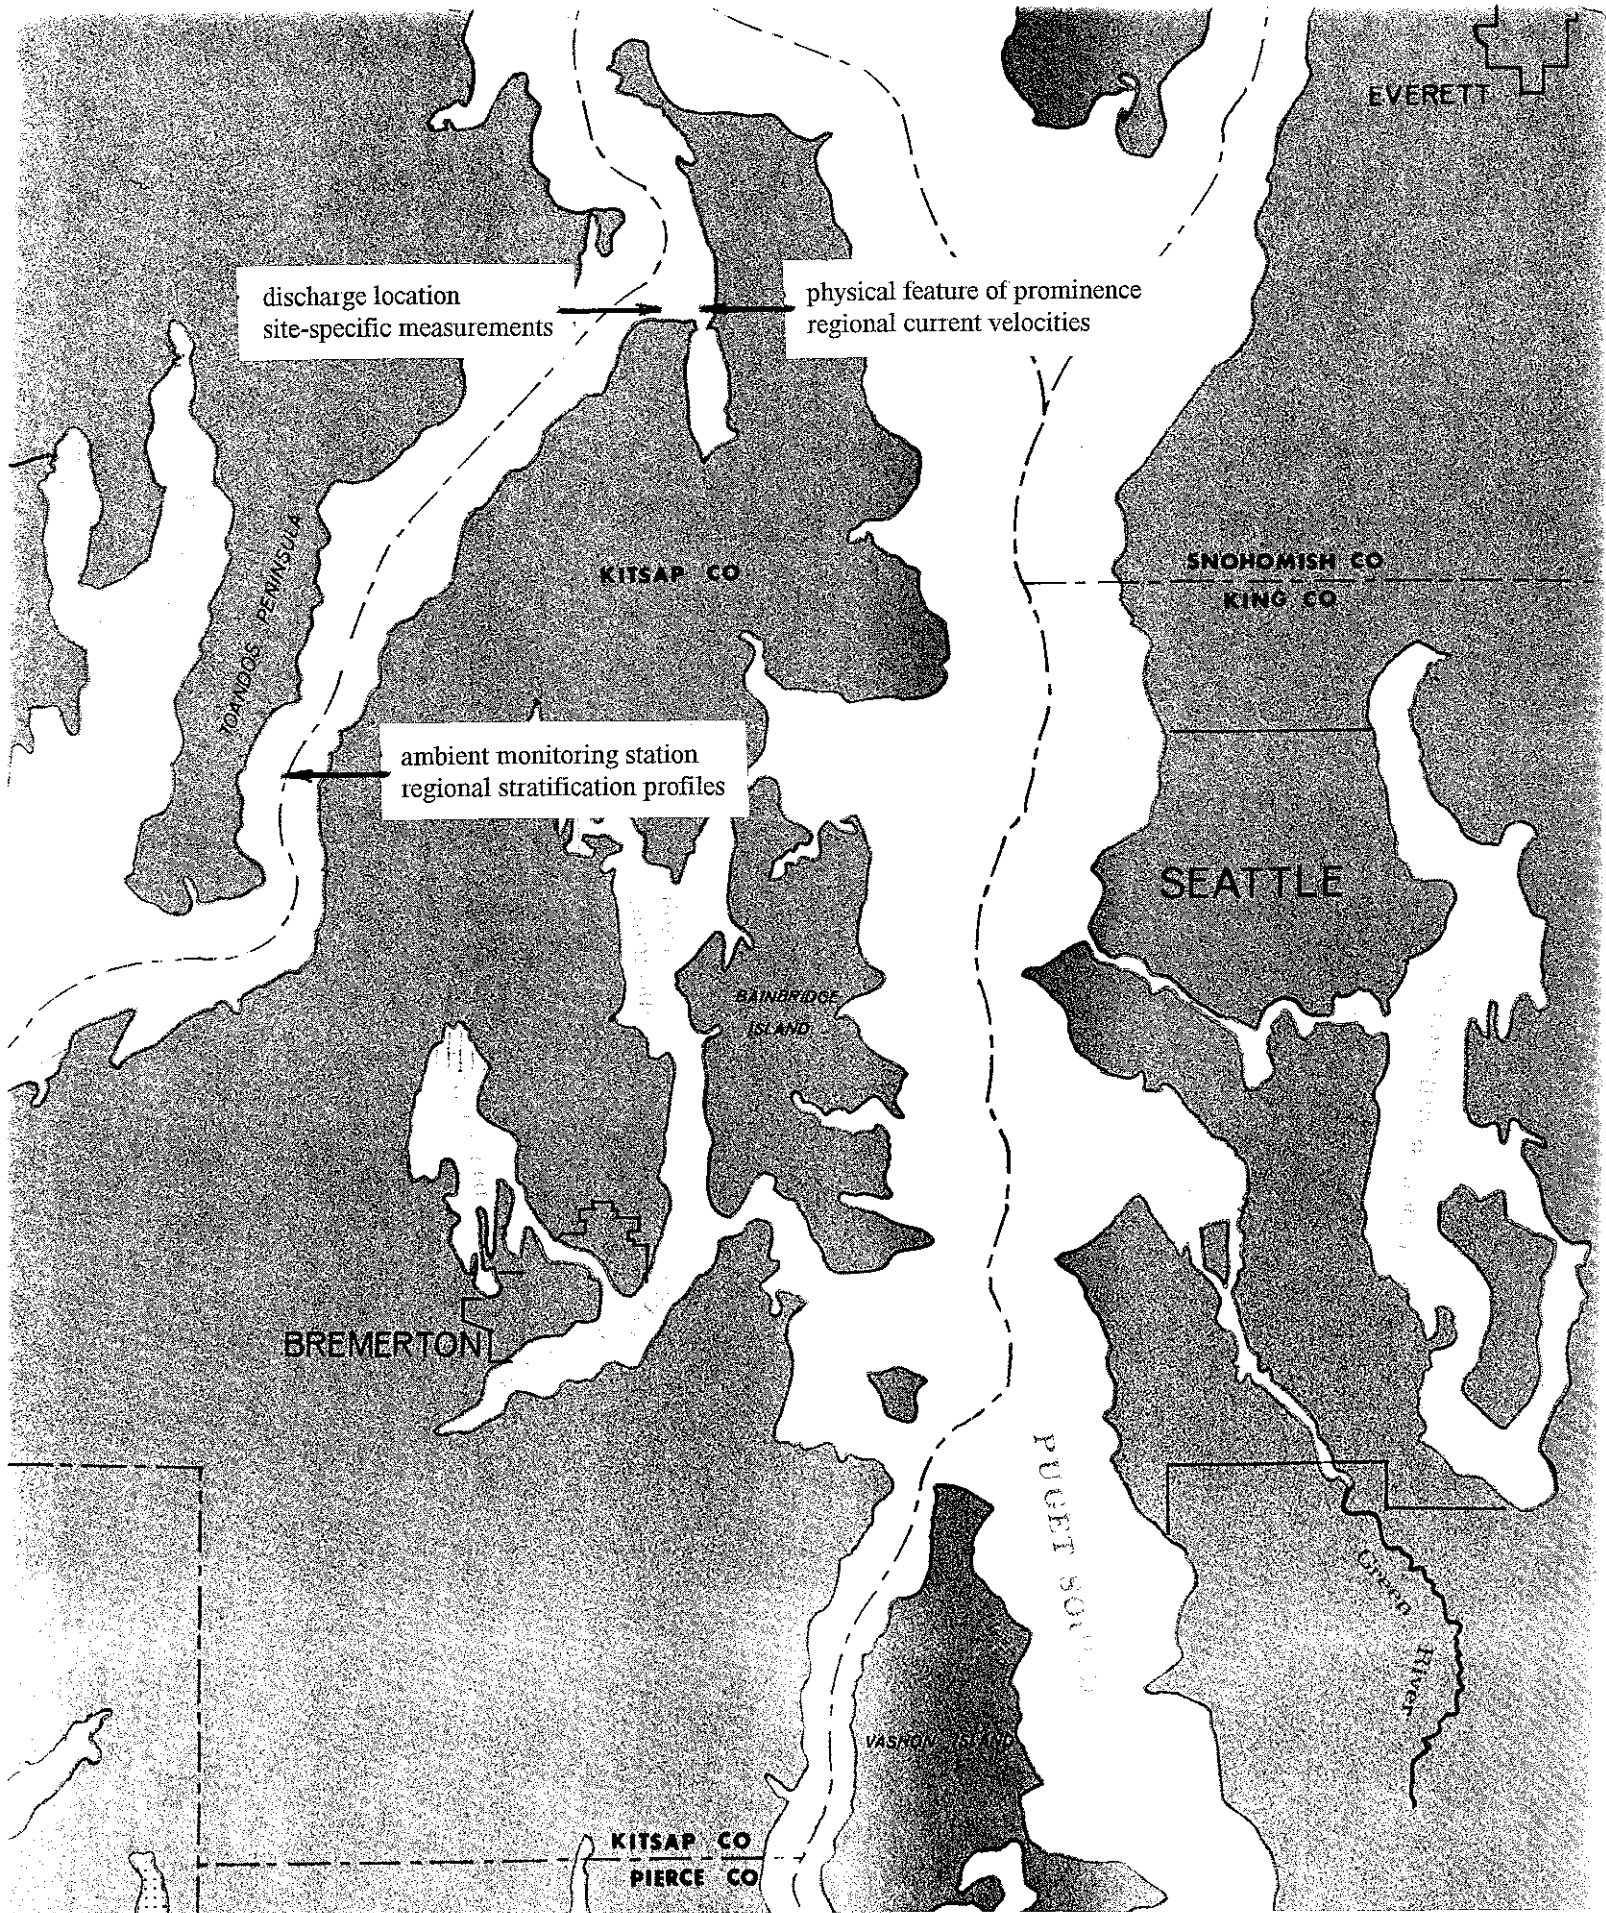 EVERETT
discharge location
site-specific measurements
physical feature of prominence
regional current velocities
TOANDOS PENINSULA
KITSAP CO
SNOHOMISH CO
KING CO
ambient monitoring station
regional stratification profiles
SEATTLE
BAINBRIDGE
ISLAND
BREMERTON
PUGET SOU
Green River
VASHON ISLAND
KITSAP CO
PIERCE CO